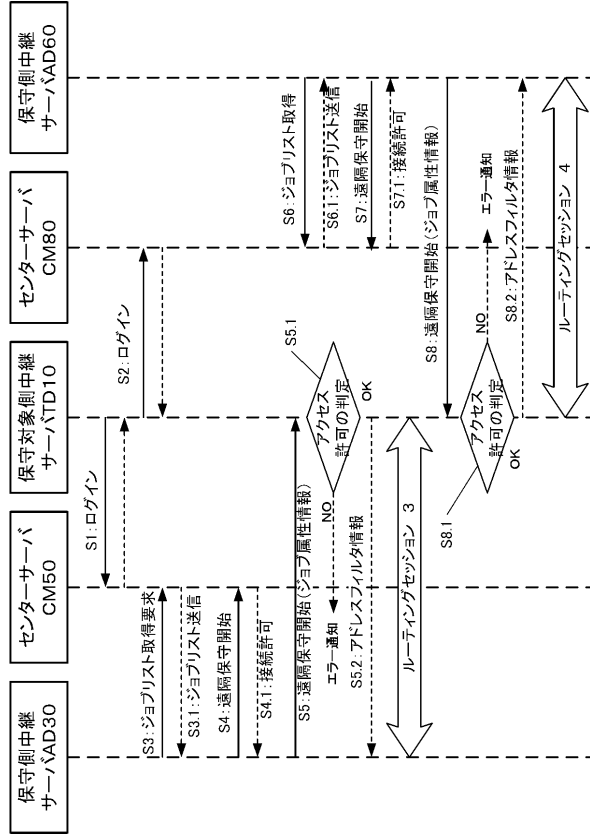 保守側中継
サーバAD30
センターサーバ
CM50
保守対象側中継
サーバTD10
センターサーバ
CM80
保守側中継
サーバAD60
S1:ログイン
S2:ログイン
S3:ジョブリスト取得要求
S3.1:ジョブリスト送信
S4:遠隔保守開始
S4.1:接続許可
S5:遠隔保守開始(ジョブ属性情報)
アクセス
許可の判定
S5.1
NO
OK
エラー通知
S5.2:アドレスフィルタ情報
ルーティングセッション 3
S6:ジョブリスト取得
S6.1:ジョブリスト送信
S7:遠隔保守開始
S7.1:接続許可
S8:遠隔保守開始(ジョブ属性情報)
アクセス
許可の判定
S8.1
NO
OK
エラー通知
S8.2:アドレスフィルタ情報
ルーティングセッション 4